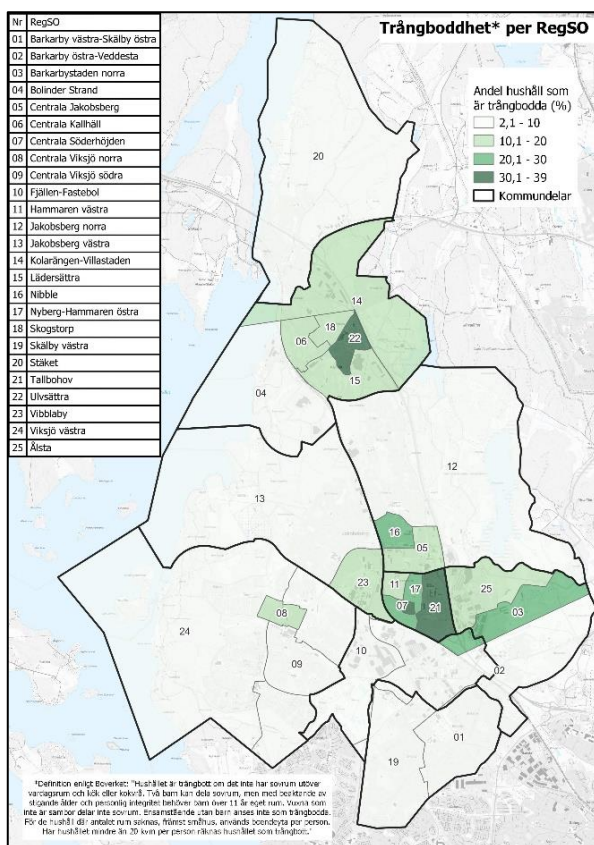 Trångboddhet* per RegSO
Nr RegSO
01 Barkarby västra-Skälby östra
02 Barkarby östra-Veddesta
03 Barkarbystaden norra
04 Bolinder Strand
05 Centrala Jakobsberg
06 Centrala Kallhäll
07 Centrala Söderhöjden
08 Centrala Viksjö norra
09 Centrala Viksjö södra
10 Fjällen-Fastebol
11 Hammaren västra
12 Jakobsberg norra
13 Jakobsberg västra
14 Kolarängen-Villastaden
15 Lädersättra
16 Nibble
17 Nyberg-Hammaren östra
18 Skogstorp
19 Skälby västra
20 Stäket
21 Tallbohov
22 Ulvsättra
23 Vibblaby
24 Viksjö västra
25 Ålsta
Andel hushåll som
är trångbodda (%)
2,1 - 10
10,1 - 20
20,1 - 30
30,1 - 39
Kommundelar
20
14
18
22
06
15
04
12
13
16
05
23
11
17
25
07
21
03
08
24
10
09
02
01
19
*Definition enligt Boverket: "Hushållet är trångbott om det inte har sovrum utöver
vardagsrum och kök eller kokvrå. Två barn kan dela sovrum, men med beaktande av
stigande ålder och personlig integritet behöver barn över 11 år eget rum. Vuxna som
inte är sambor delar inte sovrum. Ensamstående utan barn anses inte som trångbodda.
För de hushåll där antalet rum saknas, främst småhus, används boendeyta per person.
Har hushållet mindre än 20 kvm per person räknas hushållet som trångbott."